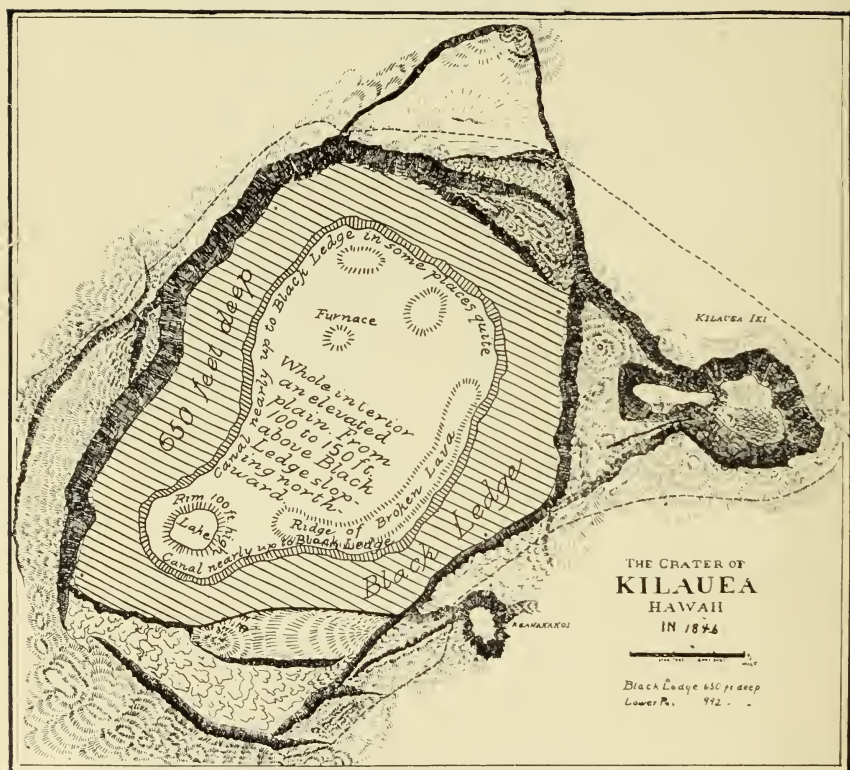 KILAUEA IKI
650 feet deep
Canal nearly up to Black Ledge in some places quite
Furnace
Whole interior
an elevated
plain, from
100 to 150 ft.
above Black
Ledge slop-
ing north-
ward
Rim 100 ft. high
Lake
Ridge of Broken Lava
Canal nearly up to Black Ledge
Black Ledge
THE CRATER OF
KILAUEA
HAWAII
IN 1846
Black Ledge 650 ft deep
Lower